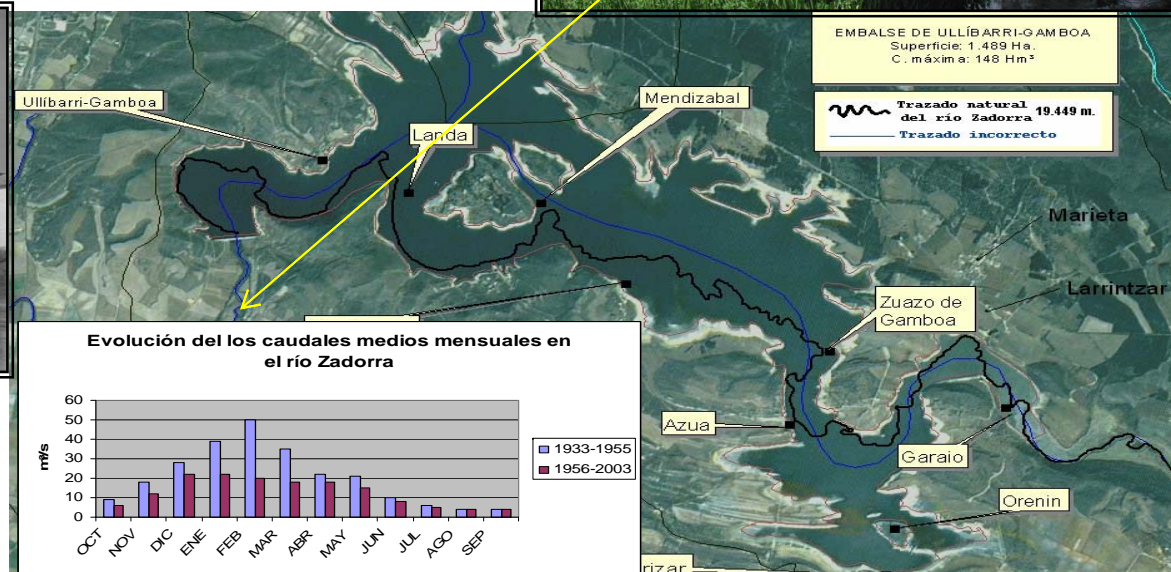 EMBALSE DE ULLÍBARRI-GAMBOA
Superficie: 1.489 Ha.
C. máxima: 148 Hm³
Trazado natural
del río Zadorra 19.449 m.
Trazado incorrecto
Ullíbarri-Gamboa
Landa
Mendizabal
Marieta
Larrintzar
Zuazo de
Gamboa
Azua
Garaio
Orenin
Evolución del los caudales medios mensuales en
el río Zadorra
m³/s
60
50
40
30
20
10
0
OCT
NOV
DIC
ENE
FEB
MAR
ABR
MAY
JUN
JUL
AGO
SEP
1933-1955
1956-2003